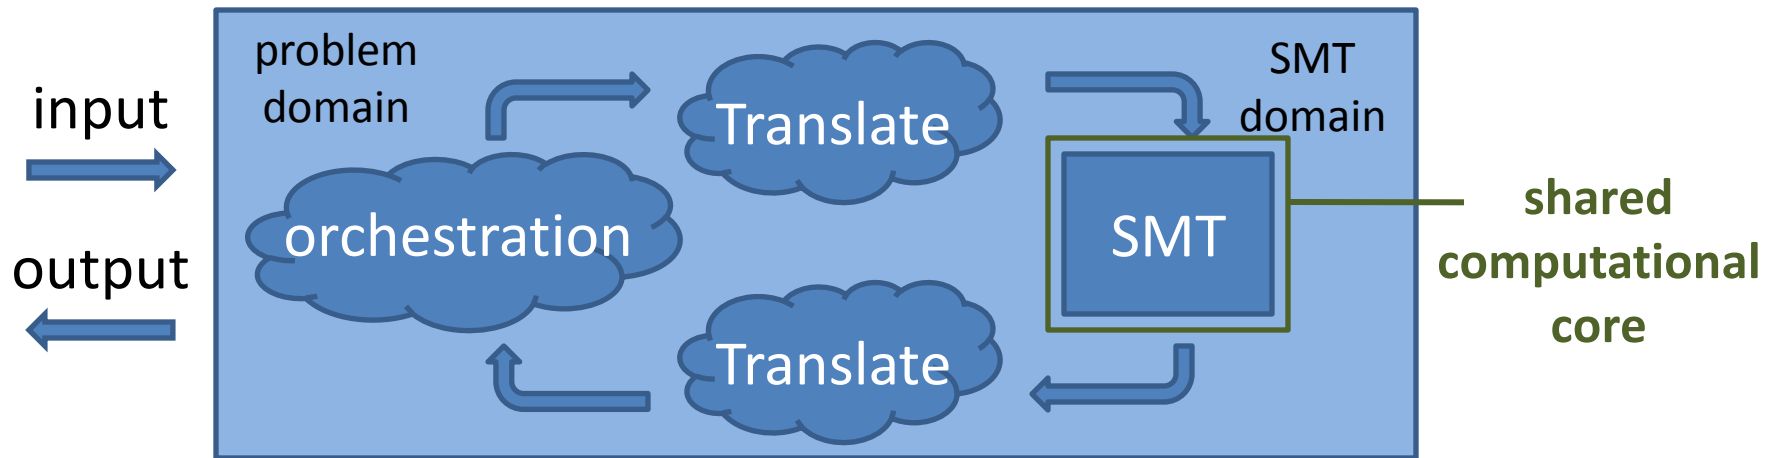 input
output
problem
domain
orchestration
Translate
Translate
SMT
domain
SMT
shared
computational
core